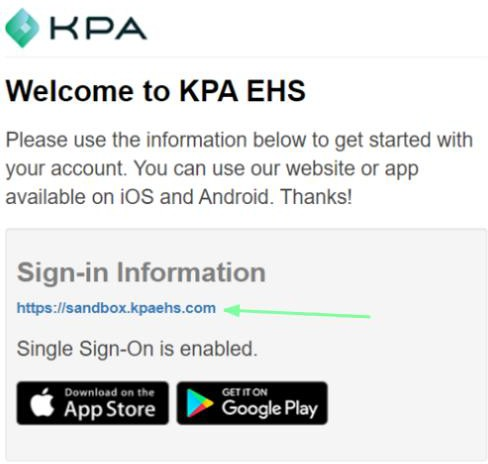 KPA
Welcome to KPA EHS
Please use the information below to get started with
your account. You can use our website or app
available on iOS and Android. Thanks!
Sign-in Information
https://sandbox.kpaehs.com
Single Sign-On is enabled.
Download on the
App Store
GET IT ON
Google Play